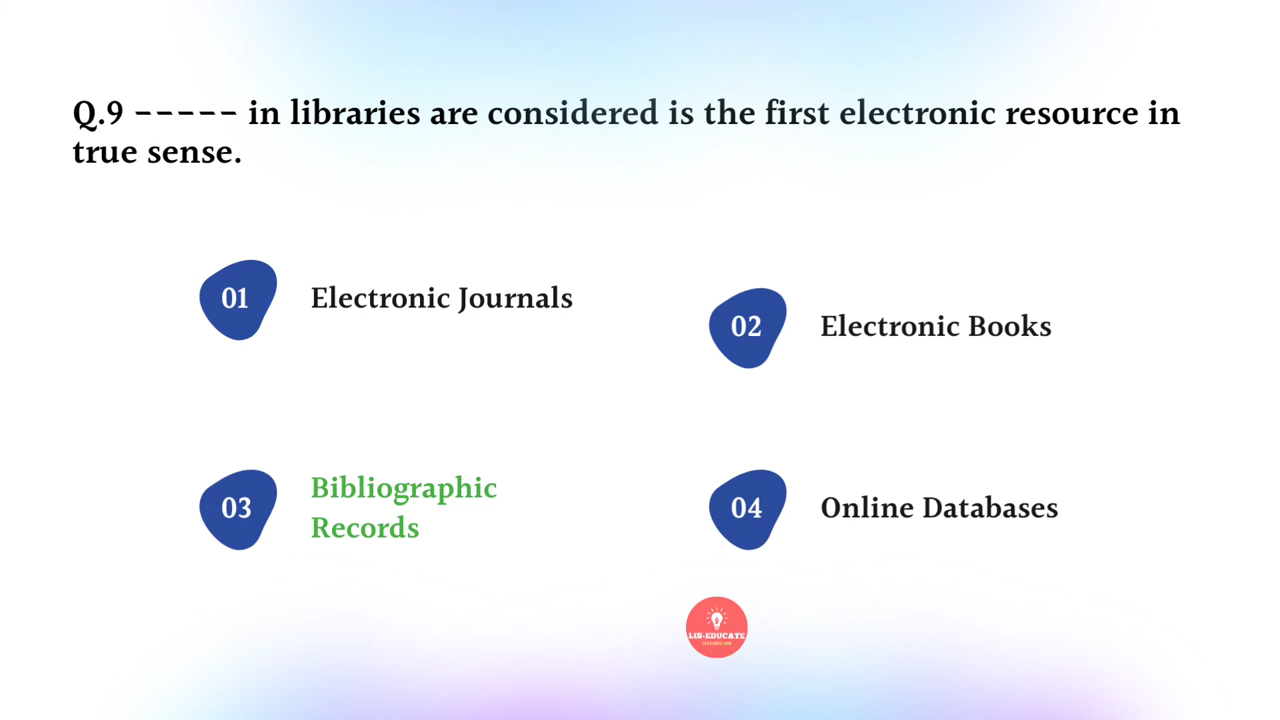 Q.9 ----- in libraries are considered is the first electronic resource in
true sense.
01 Electronic Journals
02 Electronic Books
03 Bibliographic
Records
04 Online Databases
LIS-EDUCATE